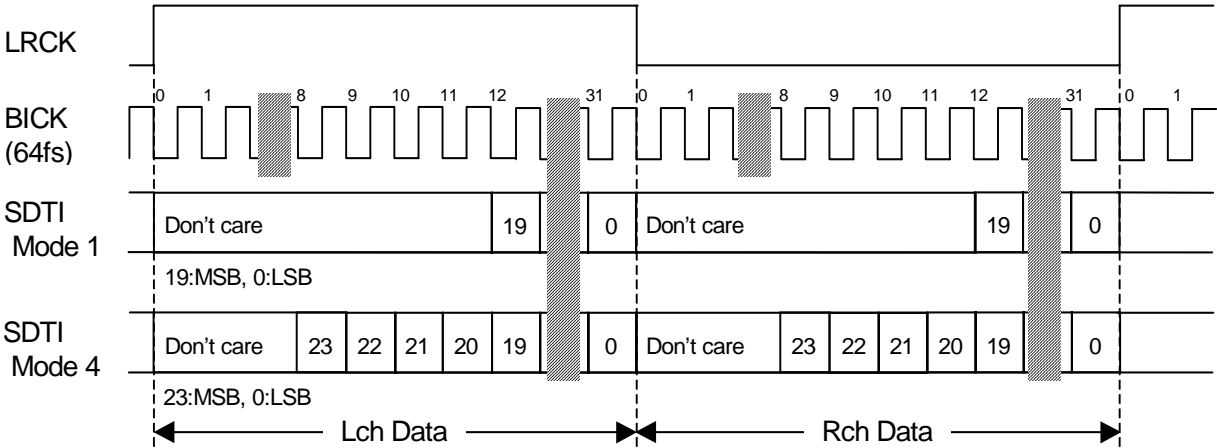 LRCK
BICK
(64fs)
0 1 8 9 10 11 12 31 0 1 8 9 10 11 12 31 0 1
SDTI
Mode 1
Don't care 19 0 Don't care 19 0
19:MSB, 0:LSB
SDTI
Mode 4
Don't care 23 22 21 20 19 0 Don't care 23 22 21 20 19 0
23:MSB, 0:LSB
Lch Data Rch Data